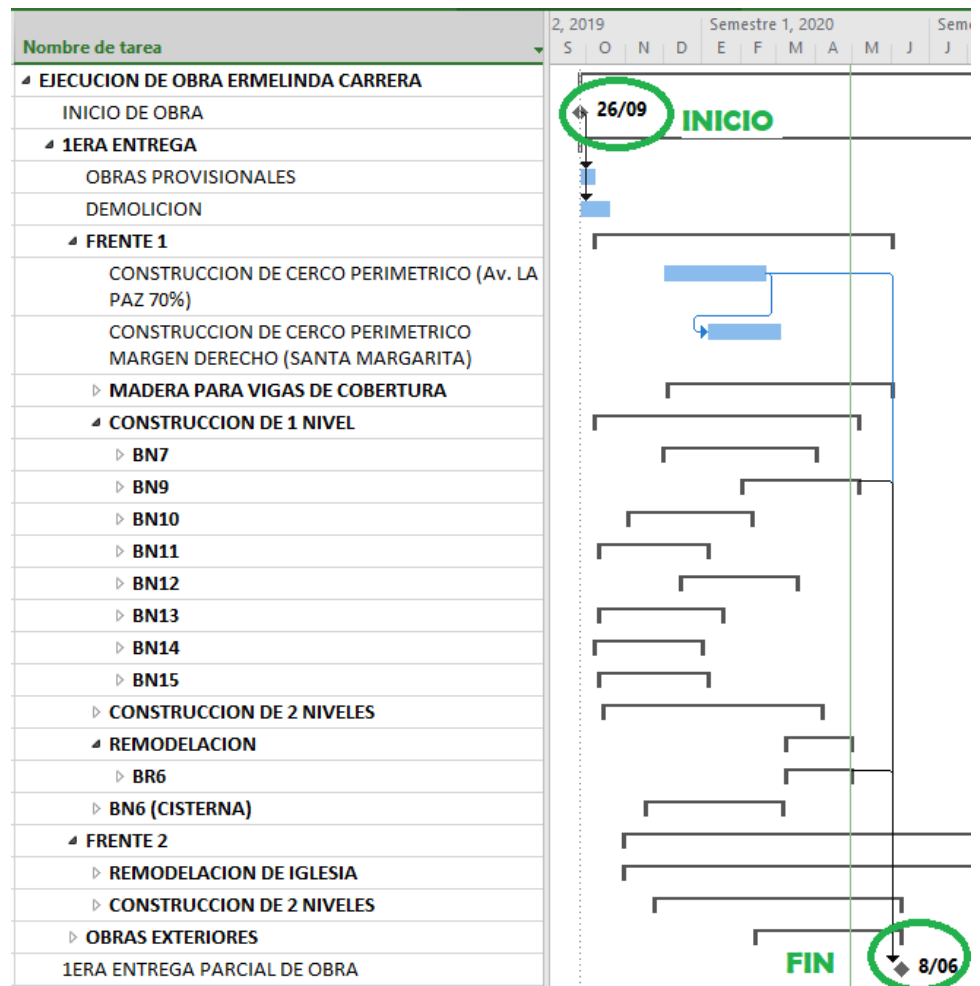 2, 2019 Semestre 1, 2020 Seme
Nombre de tarea S O N D E F M A M J J
EJECUCION DE OBRA ERMELINDA CARRERA
INICIO DE OBRA 26/09 INICIO
1ERA ENTREGA
OBRAS PROVISIONALES
DEMOLICION
FRENTE 1
CONSTRUCCION DE CERCO PERIMETRICO (Av. LA
PAZ 70%)
CONSTRUCCION DE CERCO PERIMETRICO
MARGEN DERECHO (SANTA MARGARITA)
MADERA PARA VIGAS DE COBERTURA
CONSTRUCCION DE 1 NIVEL
BN7
BN9
BN10
BN11
BN12
BN13
BN14
BN15
CONSTRUCCION DE 2 NIVELES
REMODELACION
BR6
BN6 (CISTERNA)
FRENTE 2
REMODELACION DE IGLESIA
CONSTRUCCION DE 2 NIVELES
OBRAS EXTERIORES
1ERA ENTREGA PARCIAL DE OBRA FIN 8/06